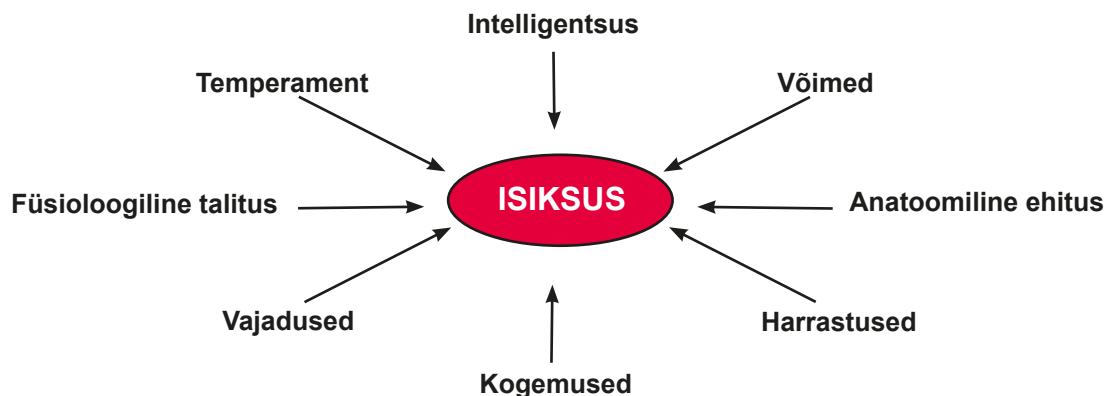 Intelligentsus
Temperament
Võimed
ISIKSUS
Füsioloogiline talitus
Anatoomiline ehitus
Vajadused
Harrastused
Kogemused